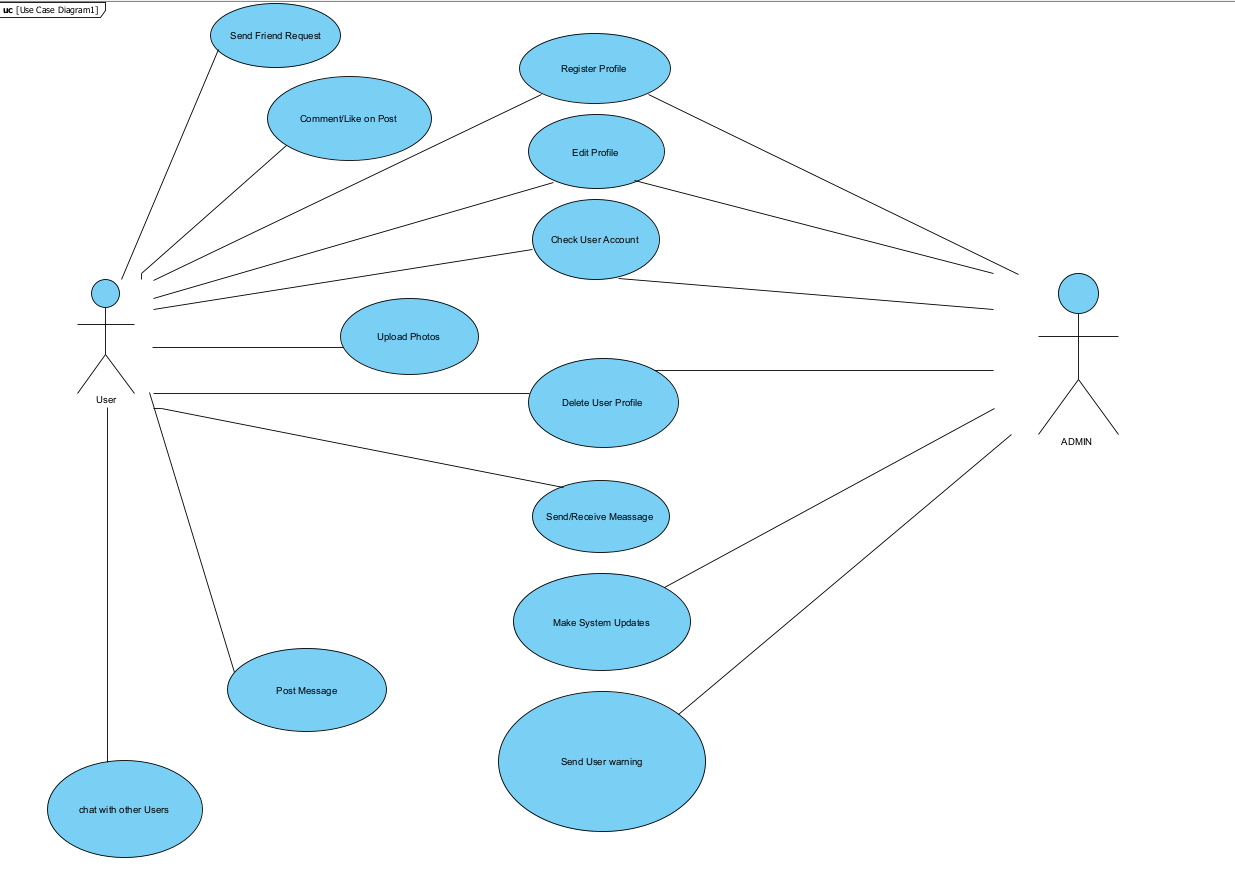 uc [Use Case Diagram1]
Send Friend Request
Register Profile
Comment/Like on Post
Edit Profile
Check User Account
Upload Photos
User
Delete User Profile
ADMIN
Send/Receive Meassage
Make System Updates
Post Message
Send User warning
chat with other Users